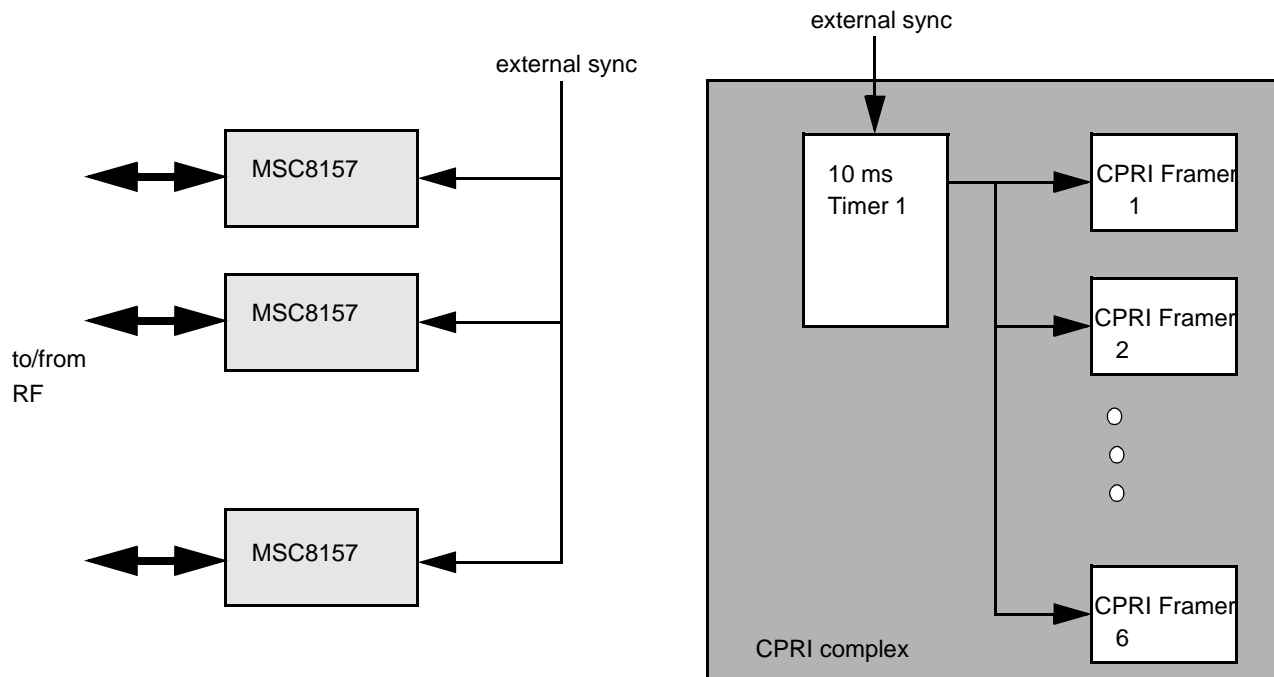 external sync
MSC8157
MSC8157
to/from
RF
MSC8157
external sync
10 ms
Timer 1
CPRI Framer
1
CPRI Framer
2
CPRI Framer
6
CPRI complex